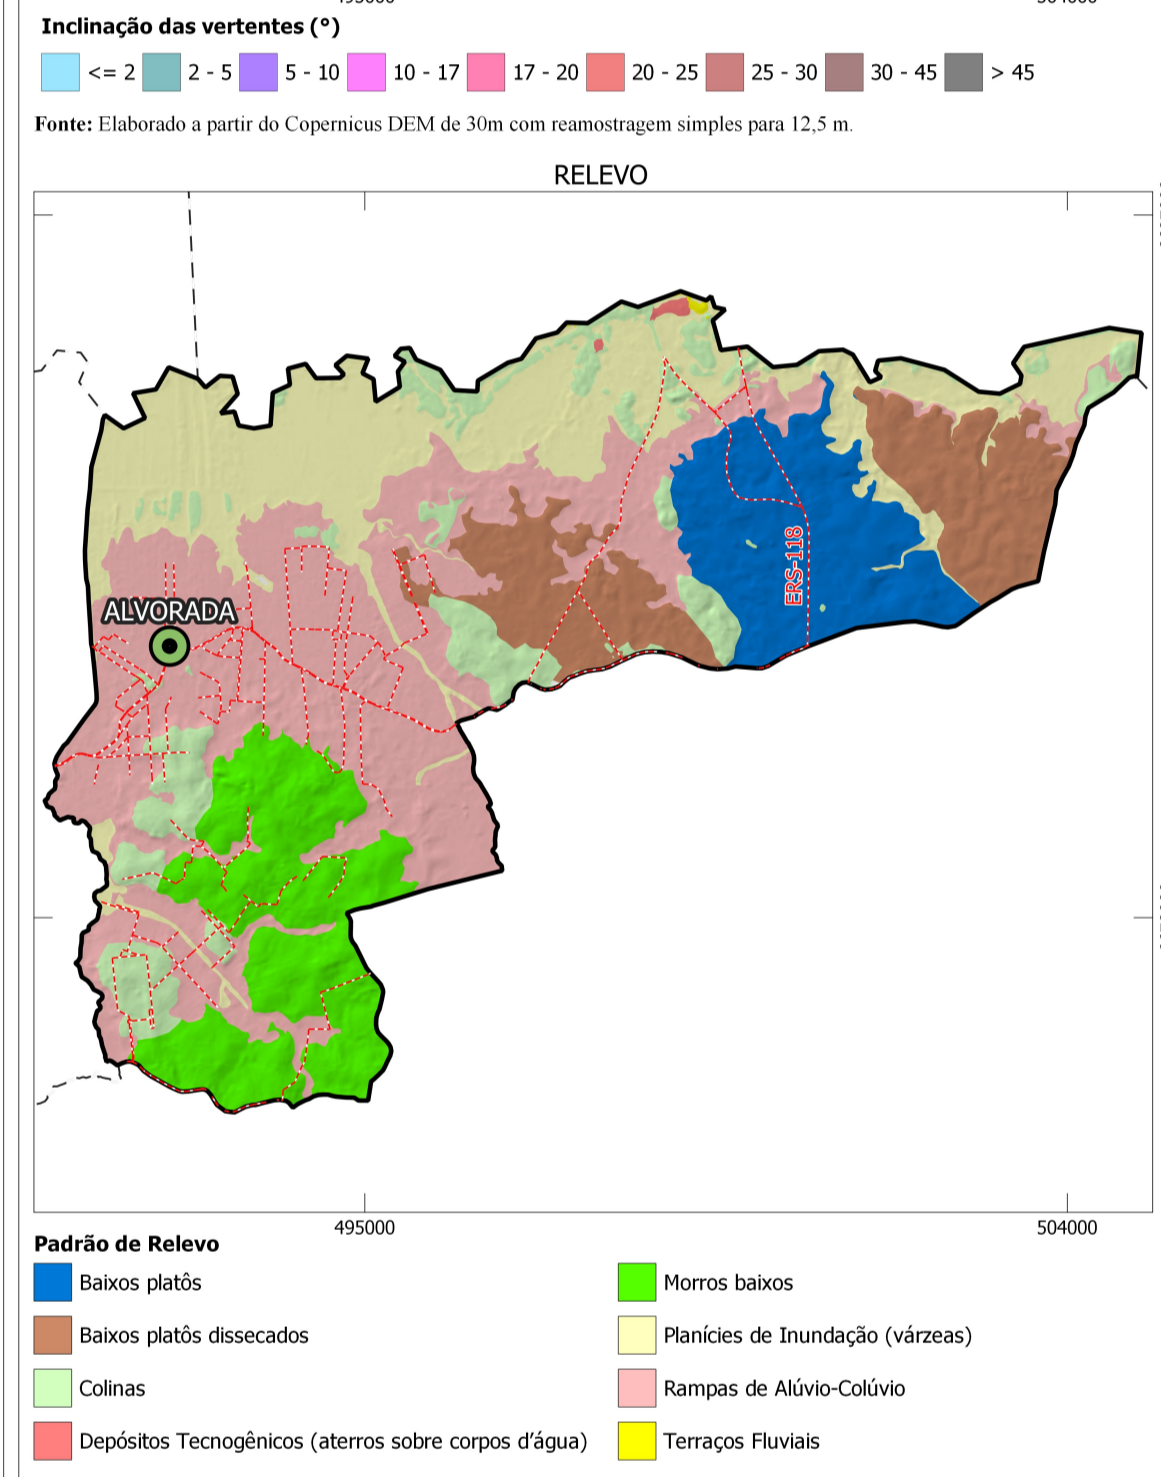 Inclinação das vertentes (°)
<= 2 2 - 5 5 - 10 10 - 17 17 - 20 20 - 25 25 - 30 30 - 45 > 45
Fonte: Elaborado a partir do Copernicus DEM de 30m com reamostragem simples para 12,5 m.
RELEVO
ERS-118
ALVORADA
495000 504000
Padrão de Relevo
Baixos platôs
Baixos platôs dissecados
Colinas
Depósitos Tecnogênicos (aterros sobre corpos d'água)
Morros baixos
Planícies de Inundação (várzeas)
Rampas de Alúvio-Colúvio
Terraços Fluviais